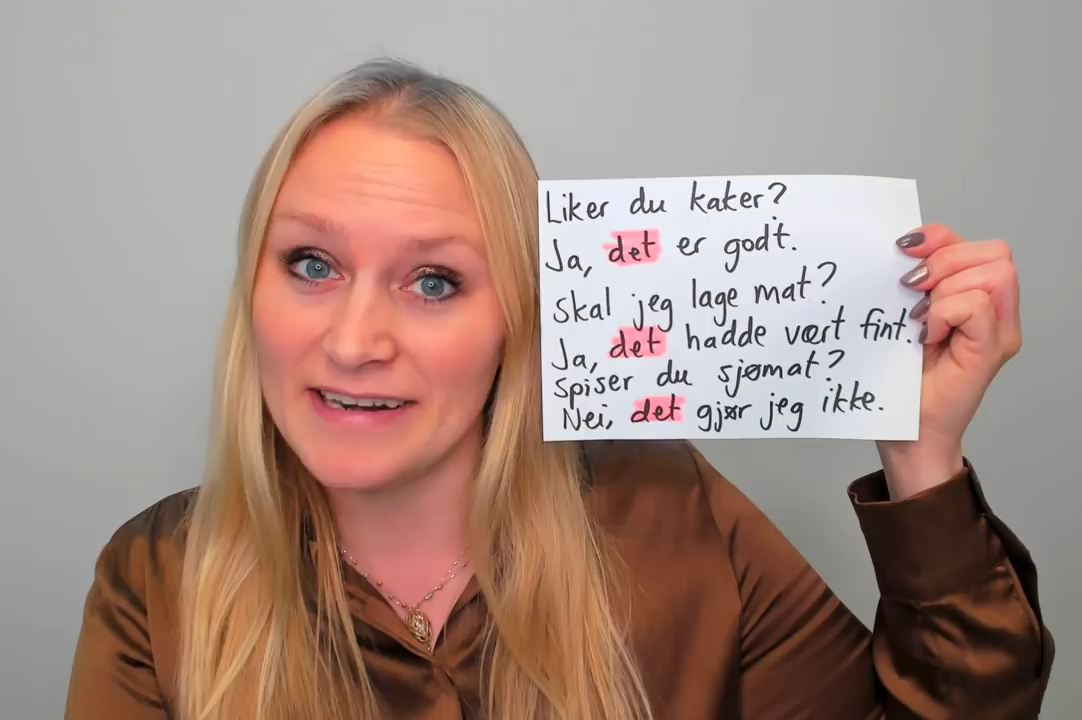 Liker du kaker?
Ja, det er godt.
Skal jeg lage mat?
Ja, det hadde vært fint.
Spiser du sjømat?
Nei, det gjør jeg ikke.